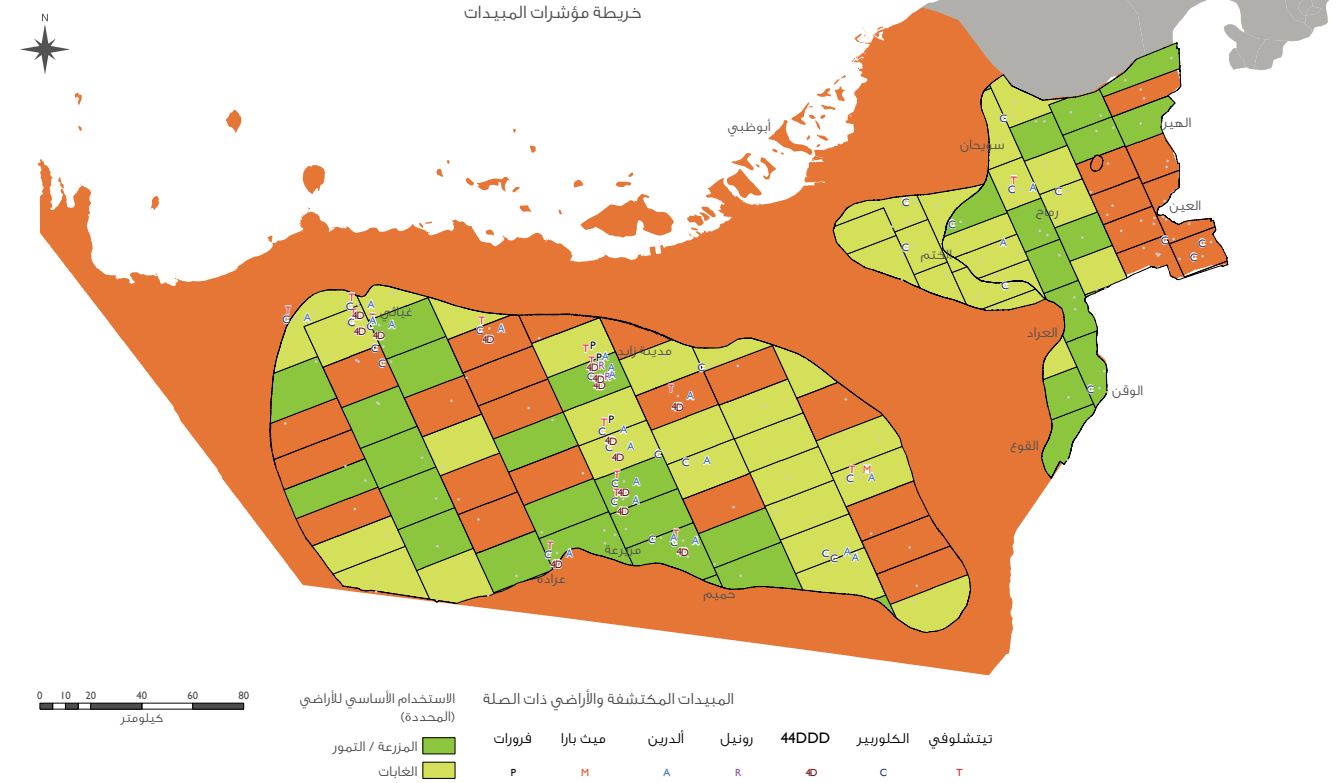 خريطة مؤشرات المبيدات
N
أبوظبي
الهير
سويحان
العين
رماح
الختم
العراد
الوقن
القوع
غياثي
مدينة زايد
مزيرعة
عرادة
حميم
0 10 20 40 60 80
كيلومتر
الاستخدام الأساسي للأراضي
(المحددة)
المزرعة / التمور
الغابات
المبيدات المكتشفة والأراضي ذات الصلة
تيتشلوفي الكلوربير 44DDD رونيل ألدرين ميث بارا فرورات
T C 4D R A M P